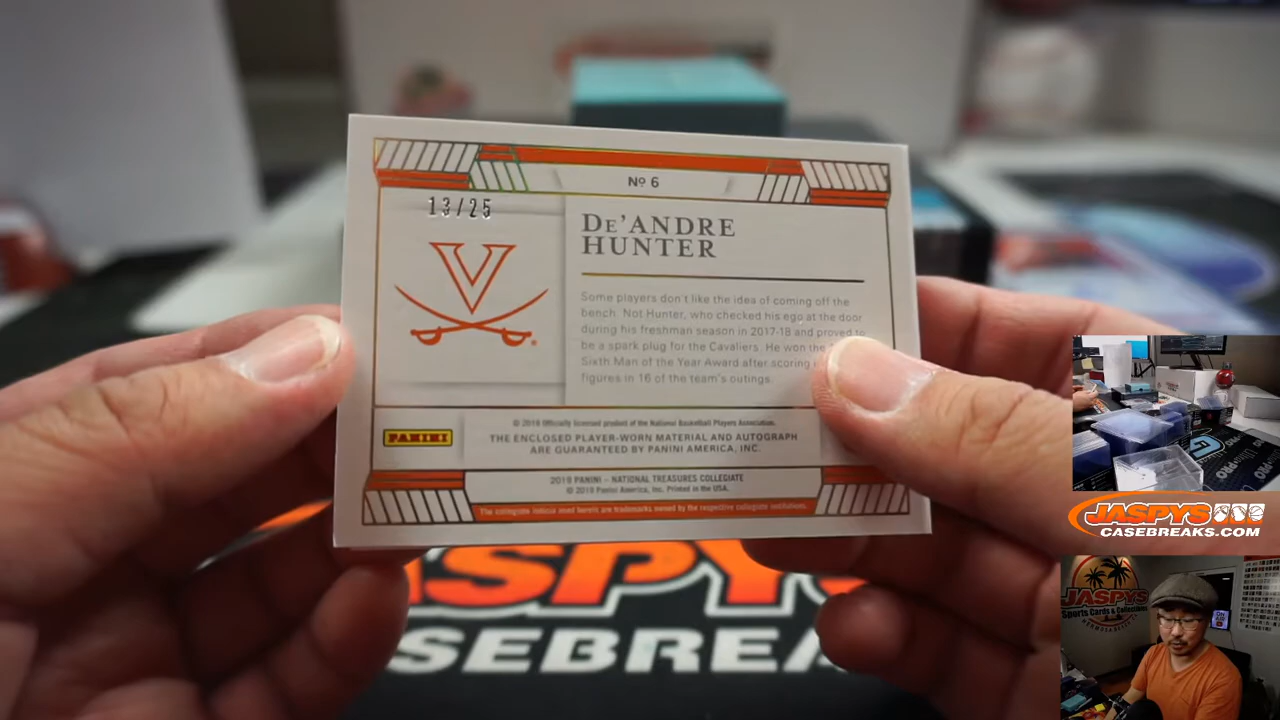 Nº 6
13/25
V
DE'ANDRE
HUNTER
Some players don't like the idea of coming off the
bench. Not Hunter, who checked his ego at the door
during his freshman season in 2017-18 and proved to
be a spark plug for the Cavaliers. He won the
Sixth Man of the Year Award after scoring
figures in 16 of the team's outings.
© 2019 Officially licensed product of the National Basketball Players Association.
PANINI
THE ENCLOSED PLAYER-WORN MATERIAL AND AUTOGRAPH
ARE GUARANTEED BY PANINI AMERICA, INC.
2019 PANINI – NATIONAL TREASURES COLLEGIATE
© 2019 Panini America, Inc. Printed in the USA.
The collegiate indicia used herein are trademarks owned by the respective collegiate institutions.
JASPYS
CASEBREAKS.COM
JASPYS
Sports Cards & Collectibles